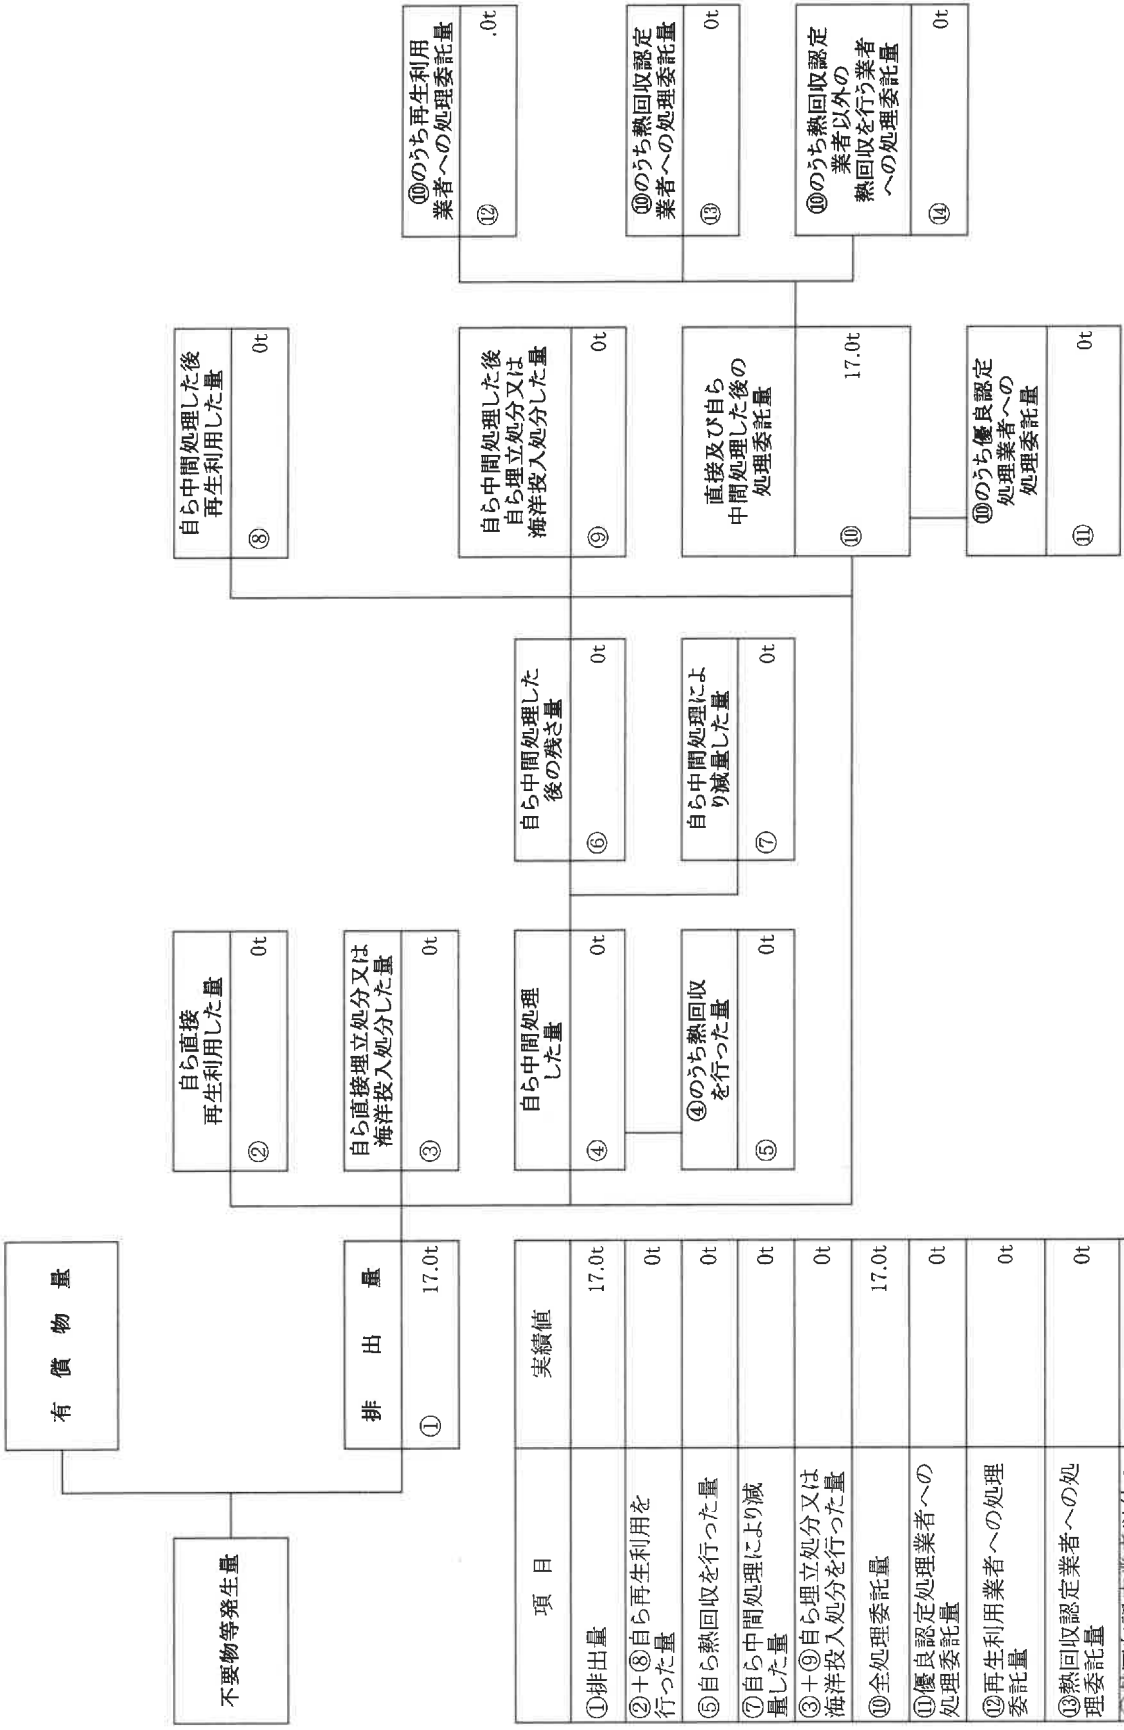 不要物等発生量
有償物量
排出量
① 17.0t
自ら直接
再生利用した量
② 0t
自ら直接埋立処分又は
海洋投入処分した量
③ 0t
自ら中間処理
した量
④ 0t
④のうち熱回収
を行った量
⑤ 0t
自ら中間処理した
後の残さ量
⑥ 0t
自ら中間処理によ
り減量した量
⑦ 0t
自ら中間処理した後
再生利用した量
⑧ 0t
自ら中間処理した後
自ら埋立処分又は
海洋投入処分した量
⑨ 0t
直接及び自ら
中間処理した後の
処理委託量
⑩ 17.0t
⑩のうち優良認定
処理業者への
処理委託量
⑪ 0t
⑩のうち再生利用
業者への処理委託量
⑫ .0t
⑩のうち熱回収認定
業者への処理委託量
⑬ 0t
⑩のうち熱回収認定
業者以外の
熱回収を行う業者
への処理委託量
⑭ 0t
項目 実績値
①排出量 17.0t
②+⑧自ら再生利用を
行った量 0t
⑤自ら熱回収を行った量 0t
⑦自ら中間処理により減
量した量 0t
③+⑨自ら埋立処分又は
海洋投入処分を行った量 0t
⑩全処理委託量 17.0t
⑪優良認定処理業者への
処理委託量 0t
⑫再生利用業者への処理
委託量 0t
⑬熱回収認定業者への処
理委託量 0t